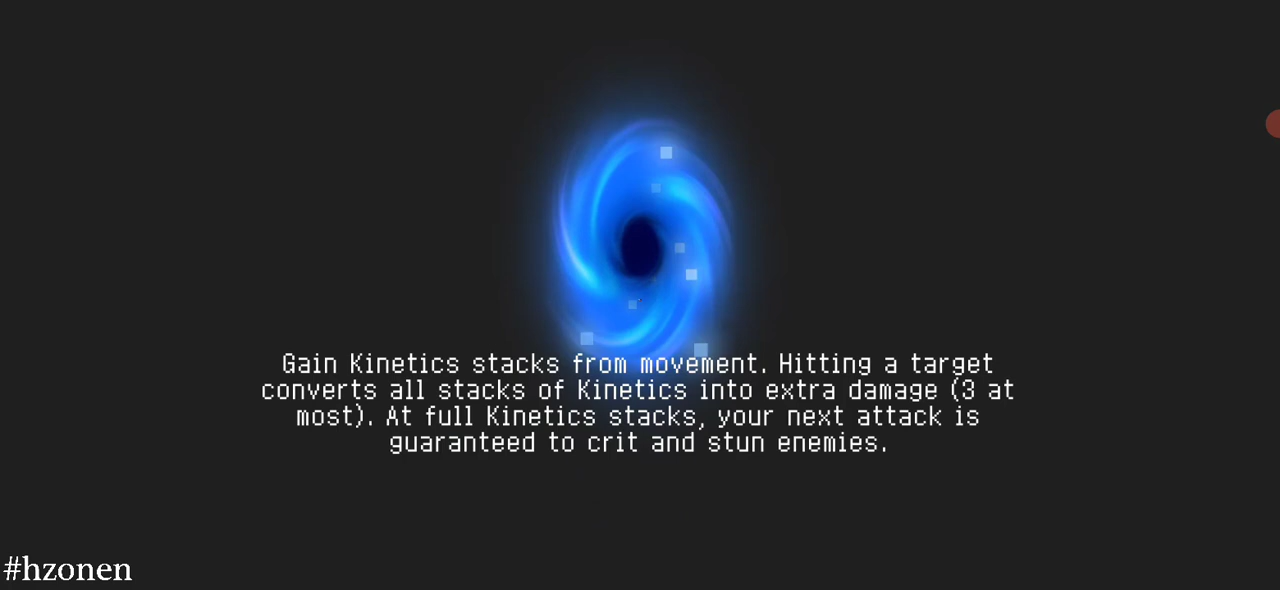 Gain Kinetics stacks from movement. Hitting a target
converts all stacks of Kinetics into extra damage (3 at
most). At full Kinetics stacks, your next attack is
guaranteed to crit and stun enemies.
#hzonen